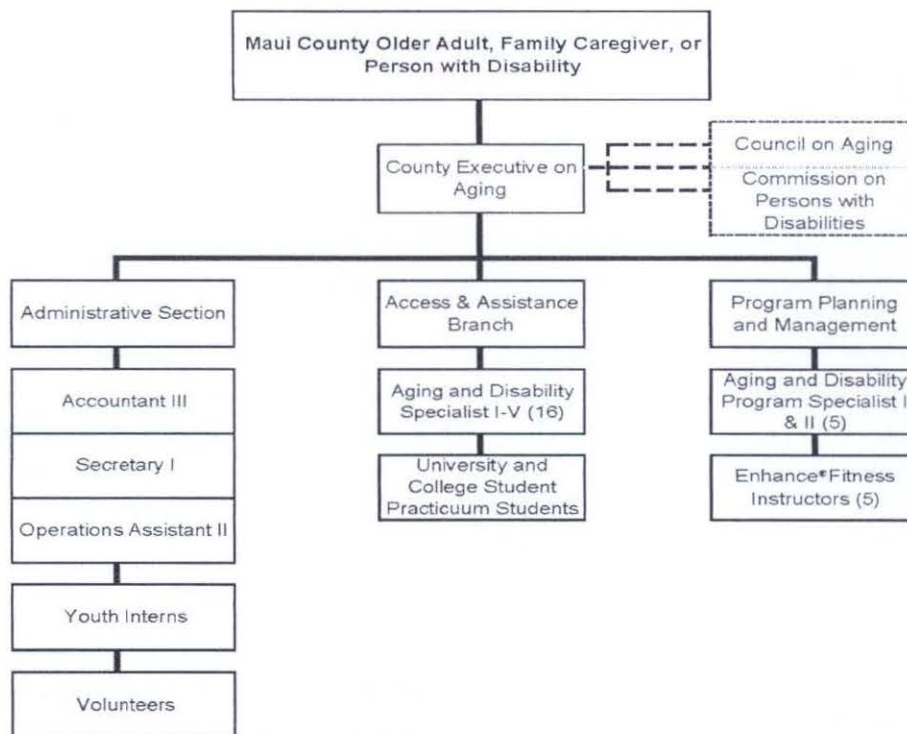 Maui County Older Adult, Family Caregiver, or
Person with Disability
County Executive on
Aging
Council on Aging
Commission on
Persons with
Disabilities
Administrative Section
Accountant III
Secretary I
Operations Assistant II
Youth Interns
Volunteers
Access & Assistance
Branch
Aging and Disability
Specialist I-V (16)
University and
College Student
Practicuum Students
Program Planning
and Management
Aging and Disability
Program Specialist I
& II (5)
Enhance®Fitness
Instructors (5)